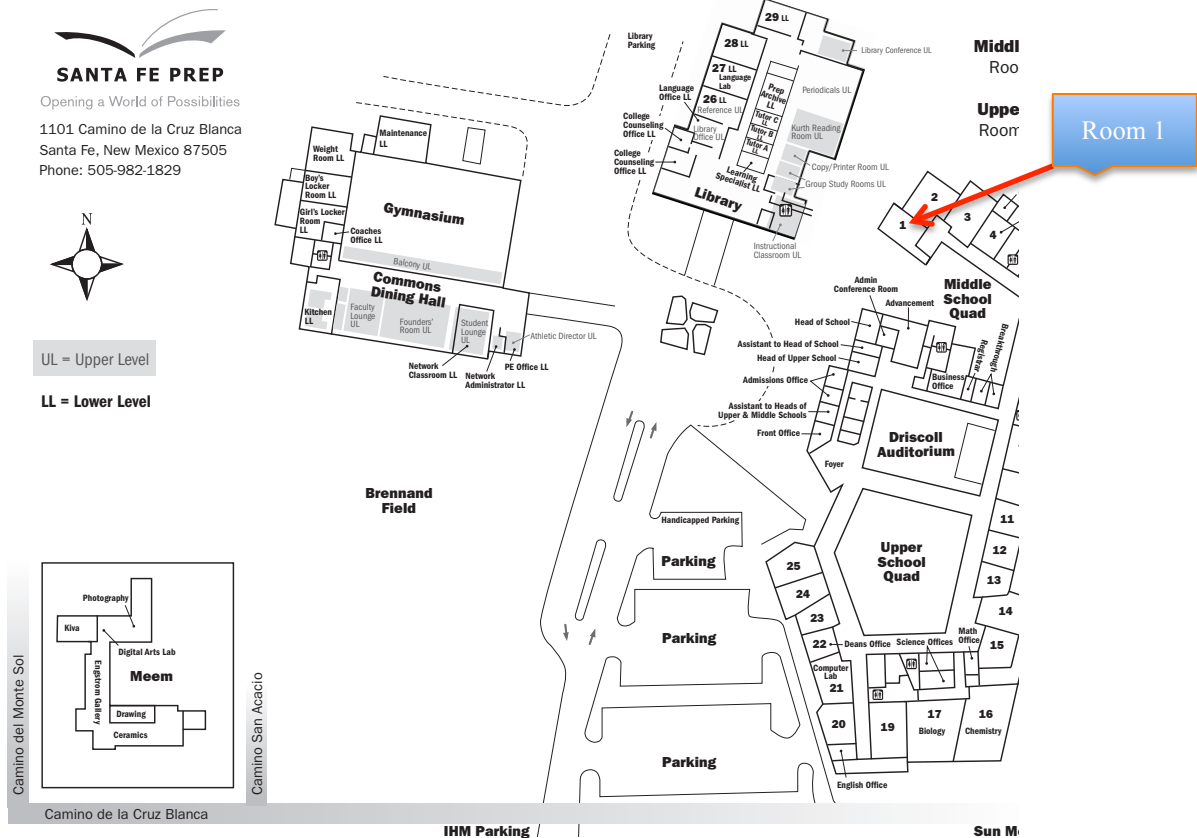 SANTA FE PREP
Opening a World of Possibilities
1101 Camino de la Cruz Blanca
Santa Fe, New Mexico 87505
Phone: 505-982-1829
N
UL = Upper Level
LL = Lower Level
Library
Parking
29 LL
28 LL
27 LL
Language
Lab
26 LL
Reference UL
Library Conference UL
Periodicals UL
Prep
Archive
LL
Tutor C
LL
Tutor B
LL
Tutor A
LL
Kurth Reading
Room UL
Language
Office LL
College
Counseling
Office LL
Library
Office UL
College
Counseling
Office LL
Learning
Specialist LL
Copy/Printer Room UL
Group Study Rooms UL
Library
Instructional
Classroom UL
Middl
Roo
Uppe
Room
Room 1
1
2
3
4
Middle
School
Quad
Maintenance
LL
Weight
Room LL
Boy's
Locker
Room LL
Girl's Locker
Room
LL
Gymnasium
Coaches
Office LL
Balcony UL
Commons
Dining Hall
Kitchen
LL
Faculty
Lounge
UL
Founders'
Room UL
Student
Lounge
UL
Athletic Director UL
PE Office LL
Network
Classroom LL
Network
Administrator LL
Admin
Conference Room
Advancement
Head of School
Assistant to Head of School
Head of Upper School
Admissions Office
Assistant to Heads of
Upper & Middle Schools
Front Office
Foyer
Business
Office
Registrar
Breakthrough
Driscoll
Auditorium
Brennand
Field
Handicapped Parking
Parking
Parking
Parking
Upper
School
Quad
11
12
13
14
15
25
24
23
22
Deans Office
Science Offices
Math
Office
Computer
Lab
21
20
19
17
Biology
16
Chemistry
English Office
Photography
Kiva
Digital Arts Lab
Engstrom Gallery
Meem
Drawing
Ceramics
Camino del Monte Sol
Camino San Acacio
Camino de la Cruz Blanca
IHM Parking
Sun Mo